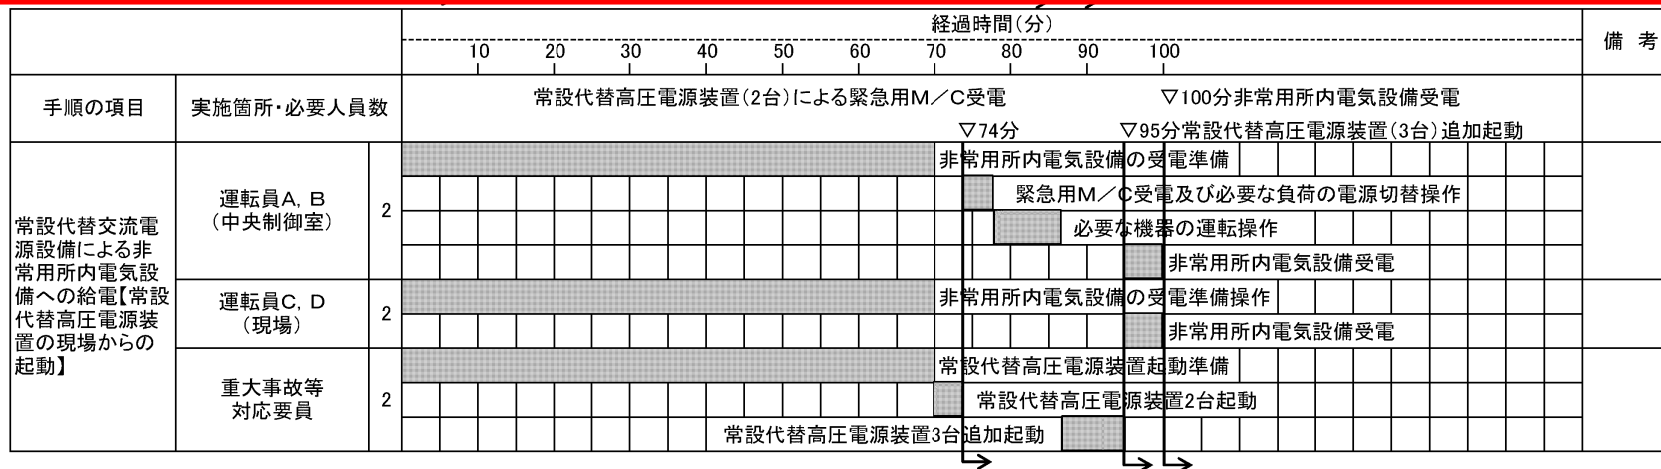 経過時間(分)
備 考
10 20 30 40 50 60 70 80 90 100
手順の項目
実施箇所・必要人員数
常設代替高圧電源装置(2台)による緊急用M/C受電
▽100分非常用所内電気設備受電
▽74分
▽95分常設代替高圧電源装置(3台)追加起動
常設代替交流電
源設備による非
常用所内電気設
備への給電【常設
代替高圧電源装
置の現場からの
起動】
運転員A, B
(中央制御室)
2
非常用所内電気設備の受電準備
緊急用M/C受電及び必要な負荷の電源切替操作
必要な機器の運転操作
非常用所内電気設備受電
運転員C, D
(現場)
2
非常用所内電気設備の受電準備操作
非常用所内電気設備受電
重大事故等
対応要員
2
常設代替高圧電源装置起動準備
常設代替高圧電源装置2台起動
常設代替高圧電源装置3台追加起動